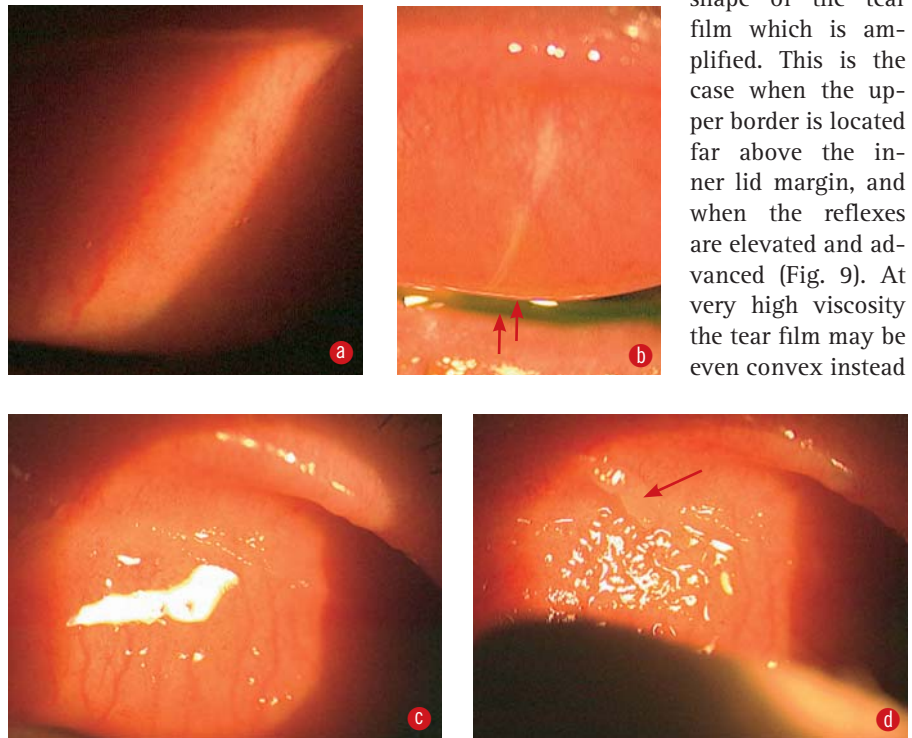 shape of the tear
film which is am-
plified. This is the
case when the up-
per border is located
far above the in-
ner lid margin, and
when the reflexes
are elevated and ad-
vanced (Fig. 9). At
very high viscosity
the tear film may be
even convex instead
a
b
c
d